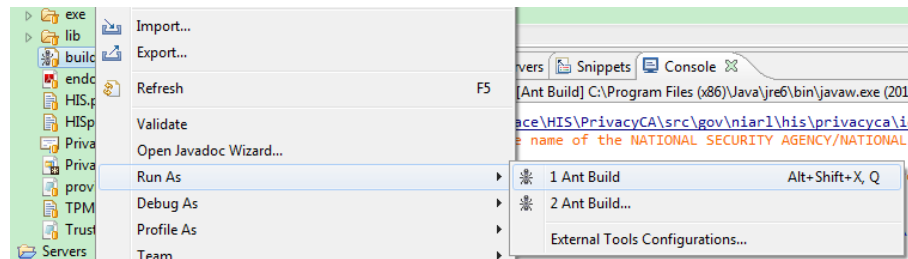 exe
lib
build
endo
HIS.p
HISp
Priva
Priva
prov
TPM
Trust
Servers
Import...
Export...
Refresh F5
Validate
Open Javadoc Wizard...
Run As
Debug As
Profile As
Team
vers Snippets Console
[Ant Build] C:\Program Files (x86)\Java\jre6\bin\javaw.exe (201
ace\HIS\PrivacyCA\src\gov\niarl\his\privacyca\i
e name of the NATIONAL SECURITY AGENCY/NATIONAL
1 Ant Build Alt+Shift+X, Q
2 Ant Build...
External Tools Configurations...